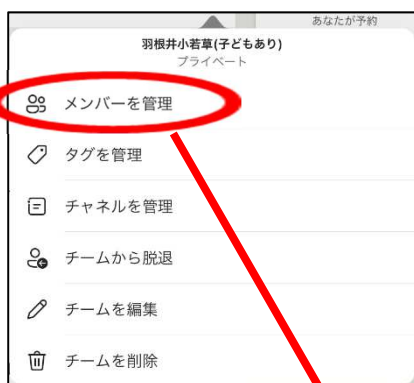 あなたが予約
羽根井小若草(子どもあり)
プライベート
メンバーを管理
タグを管理
チャネルを管理
チームから脱退
チームを編集
チームを削除